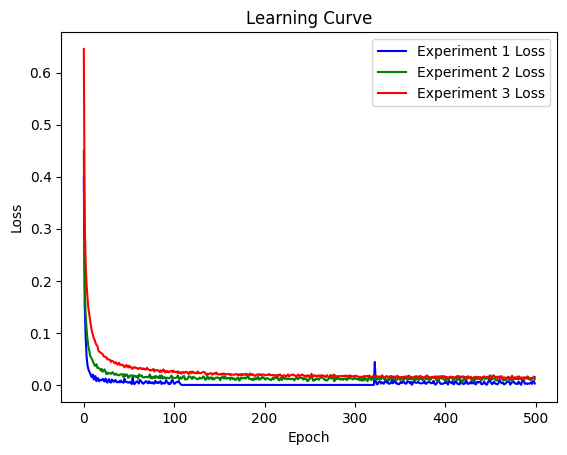 Learning Curve
Experiment 1 Loss
Experiment 2 Loss
Experiment 3 Loss
Loss
0.6
0.5
0.4
0.3
0.2
0.1
0.0
0
100
200
300
400
500
Epoch